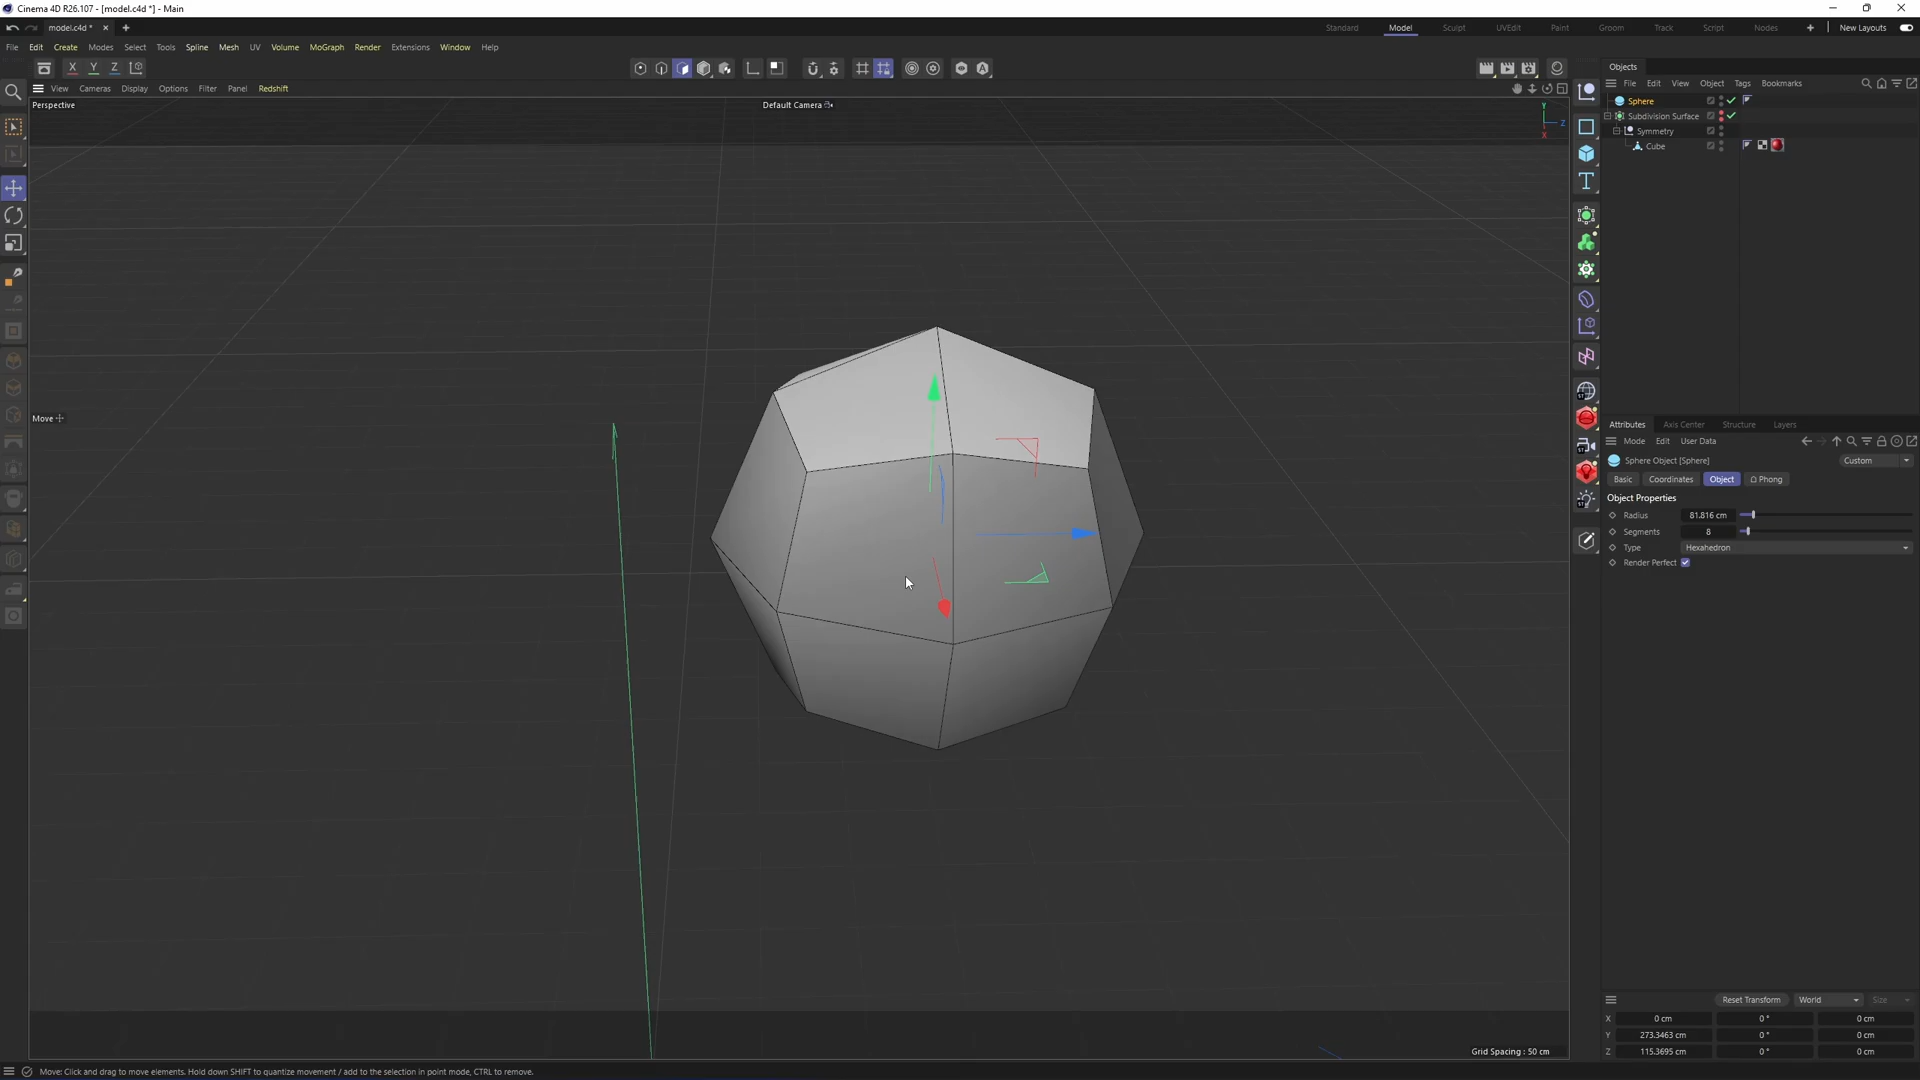 Cinema 4D R26.107 - [model.c4d *] - Main
model.c4d * × +
Standard Model Sculpt UVEdit Paint Groom Track Script Nodes + New Layouts
File Edit Create Modes Select Tools Spline Mesh UV Volume MoGraph Render Extensions Window Help
X Y Z
View Cameras Display Options Filter Panel Redshift
Perspective
Default Camera
Y
Z
X
Move
Grid Spacing : 50 cm
Objects
File Edit View Object Tags Bookmarks
Sphere
Subdivision Surface
Symmetry
Cube
Attributes Axis Center Structure Layers
Mode Edit User Data
Sphere Object [Sphere] Custom
Basic Coordinates Object Phong
Object Properties
Radius 81.816 cm
Segments 8
Type Hexahedron
Render Perfect
Reset Transform World Size
X 0 cm 0 ° 0 cm
Y 273.3463 cm 0 ° 0 cm
Z 115.3695 cm 0 ° 0 cm
Move: Click and drag to move elements. Hold down SHIFT to quantize movement / add to the selection in point mode, CTRL to remove.